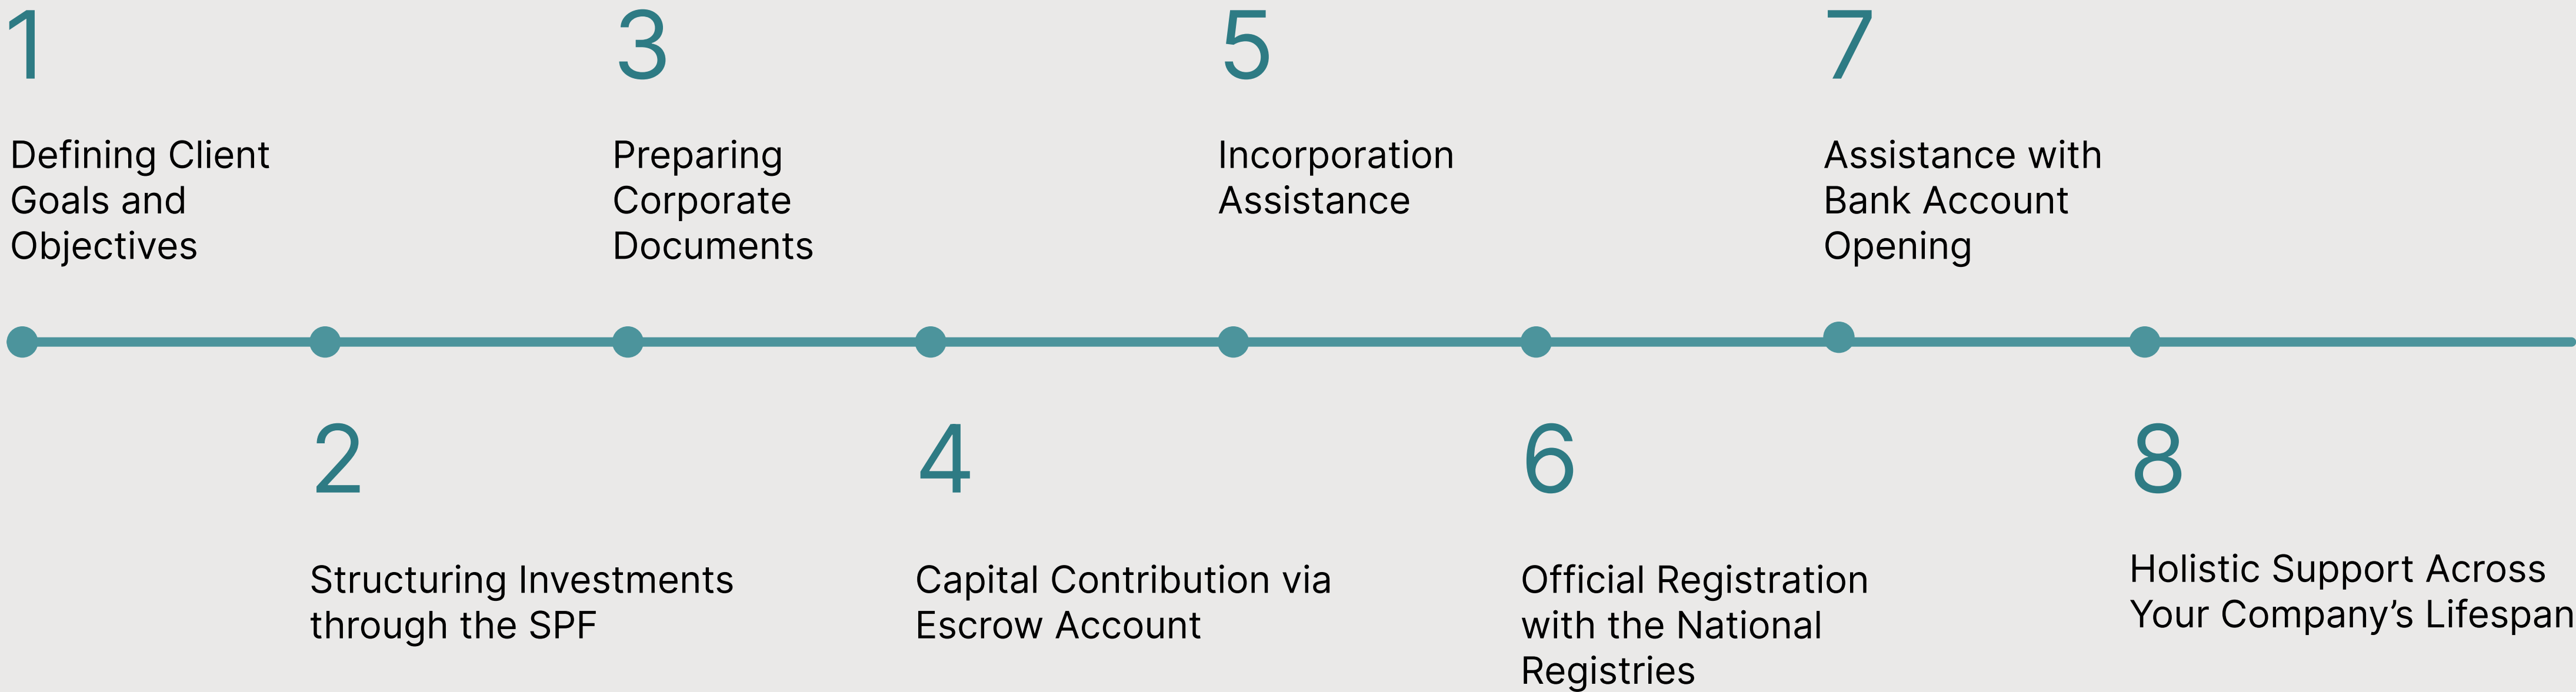 1
Defining Client
Goals and
Objectives
2
Structuring Investments
through the SPF
3
Preparing
Corporate
Documents
4
Capital Contribution via
Escrow Account
5
Incorporation
Assistance
6
Official Registration
with the National
Registries
7
Assistance with
Bank Account
Opening
8
Holistic Support Across
Your Company’s Lifespan